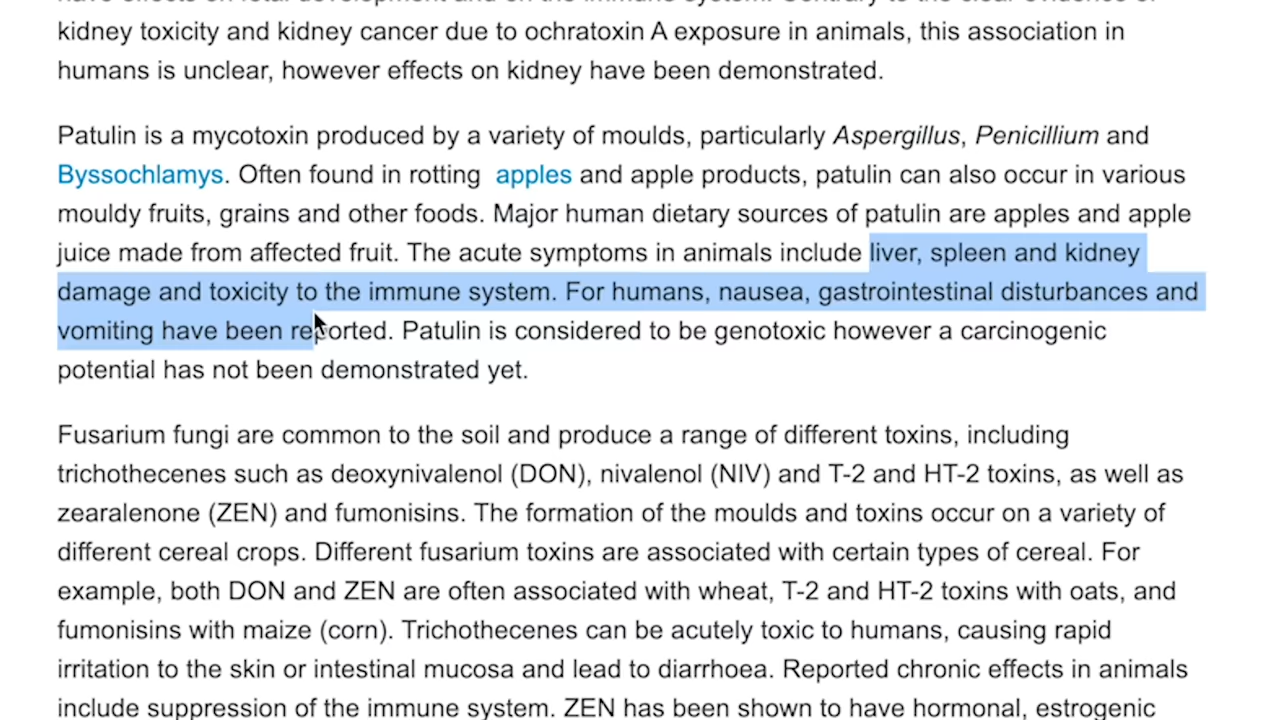 kidney toxicity and kidney cancer due to ochratoxin A exposure in animals, this association in
humans is unclear, however effects on kidney have been demonstrated.
Patulin is a mycotoxin produced by a variety of moulds, particularly Aspergillus, Penicillium and
Byssochlamys. Often found in rotting apples and apple products, patulin can also occur in various
mouldy fruits, grains and other foods. Major human dietary sources of patulin are apples and apple
juice made from affected fruit. The acute symptoms in animals include liver, spleen and kidney
damage and toxicity to the immune system. For humans, nausea, gastrointestinal disturbances and
vomiting have been reported. Patulin is considered to be genotoxic however a carcinogenic
potential has not been demonstrated yet.
Fusarium fungi are common to the soil and produce a range of different toxins, including
trichothecenes such as deoxynivalenol (DON), nivalenol (NIV) and T-2 and HT-2 toxins, as well as
zearalenone (ZEN) and fumonisins. The formation of the moulds and toxins occur on a variety of
different cereal crops. Different fusarium toxins are associated with certain types of cereal. For
example, both DON and ZEN are often associated with wheat, T-2 and HT-2 toxins with oats, and
fumonisins with maize (corn). Trichothecenes can be acutely toxic to humans, causing rapid
irritation to the skin or intestinal mucosa and lead to diarrhoea. Reported chronic effects in animals
include suppression of the immune system. ZEN has been shown to have hormonal, estrogenic